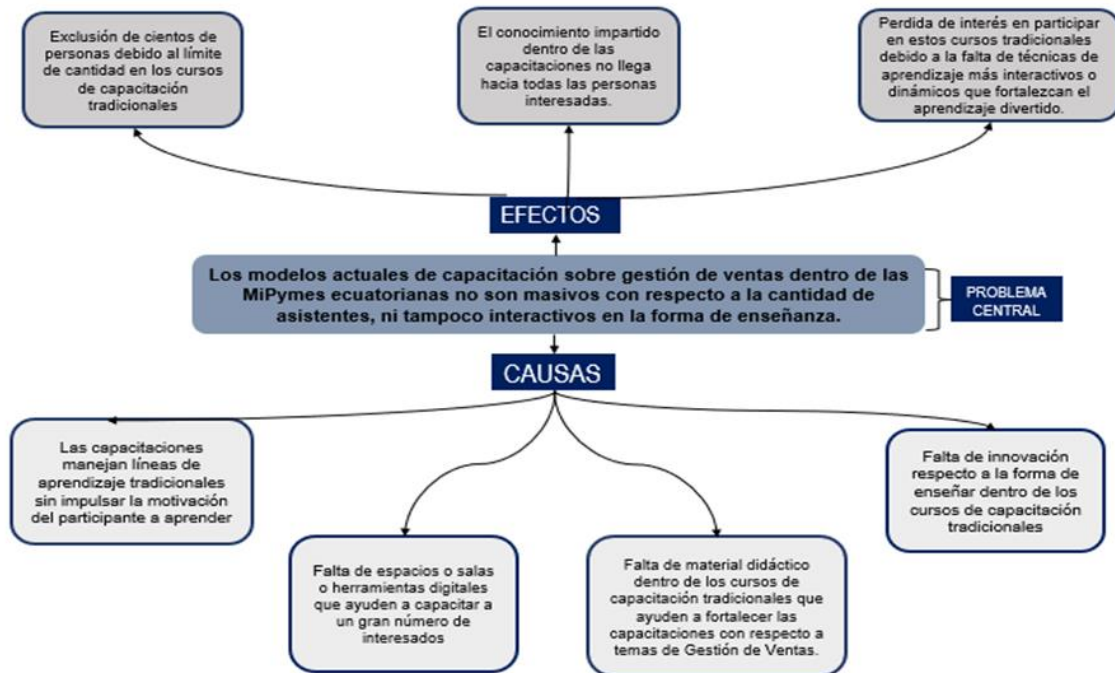 Exclusión de cientos de
personas debido al límite
de cantidad en los cursos
de capacitación
tradicionales
El conocimiento impartido
dentro de las
capacitaciones no llega
hacia todas las personas
interesadas.
Perdida de interés en participar
en estos cursos tradicionales
debido a la falta de técnicas de
aprendizaje más interactivos o
dinámicos que fortalezcan el
aprendizaje divertido.
EFECTOS
Los modelos actuales de capacitación sobre gestión de ventas dentro de las
MiPymes ecuatorianas no son masivos con respecto a la cantidad de
asistentes, ni tampoco interactivos en la forma de enseñanza.
PROBLEMA
CENTRAL
CAUSAS
Las capacitaciones
manejan líneas de
aprendizaje tradicionales
sin impulsar la motivación
del participante a aprender
Falta de espacios o salas
o herramientas digitales
que ayuden a capacitar a
un gran número de
interesados
Falta de material didáctico
dentro de los cursos de
capacitación tradicionales que
ayuden a fortalecer las
capacitaciones con respecto a
temas de Gestión de Ventas.
Falta de innovación
respecto a la forma de
enseñar dentro de los
cursos de capacitación
tradicionales